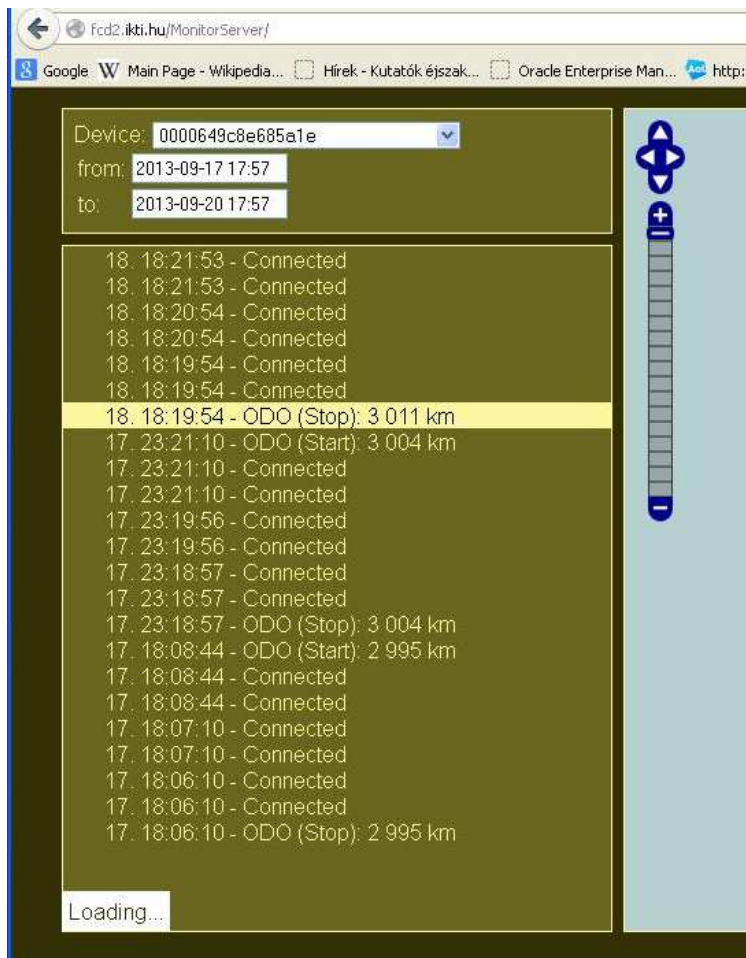 fcd2.ikti.hu/MonitorServer/
Google Main Page - Wikipedia... Hírek - Kutatók éjszak... Oracle Enterprise Man... http:
Device: 0000649c8e685a1e
from: 2013-09-17 17:57
to: 2013-09-20 17:57
18. 18:21:53 - Connected
18. 18:21:53 - Connected
18. 18:20:54 - Connected
18. 18:20:54 - Connected
18. 18:19:54 - Connected
18. 18:19:54 - Connected
18. 18:19:54 - ODO (Stop): 3 011 km
17. 23:21:10 - ODO (Start): 3 004 km
17. 23:21:10 - Connected
17. 23:21:10 - Connected
17. 23:19:56 - Connected
17. 23:19:56 - Connected
17. 23:18:57 - Connected
17. 23:18:57 - Connected
17. 23:18:57 - ODO (Stop): 3 004 km
17. 18:08:44 - ODO (Start): 2 995 km
17. 18:08:44 - Connected
17. 18:08:44 - Connected
17. 18:07:10 - Connected
17. 18:07:10 - Connected
17. 18:06:10 - Connected
17. 18:06:10 - Connected
17. 18:06:10 - ODO (Stop): 2 995 km
Loading...